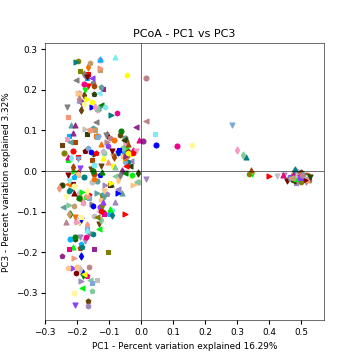 PCoA - PC1 vs PC3
PC3 - Percent variation explained 3.32%
0.3
0.2
0.1
0.0
−0.1
−0.2
−0.3
−0.3 −0.2 −0.1 0.0 0.1 0.2 0.3 0.4 0.5
PC1 - Percent variation explained 16.29%